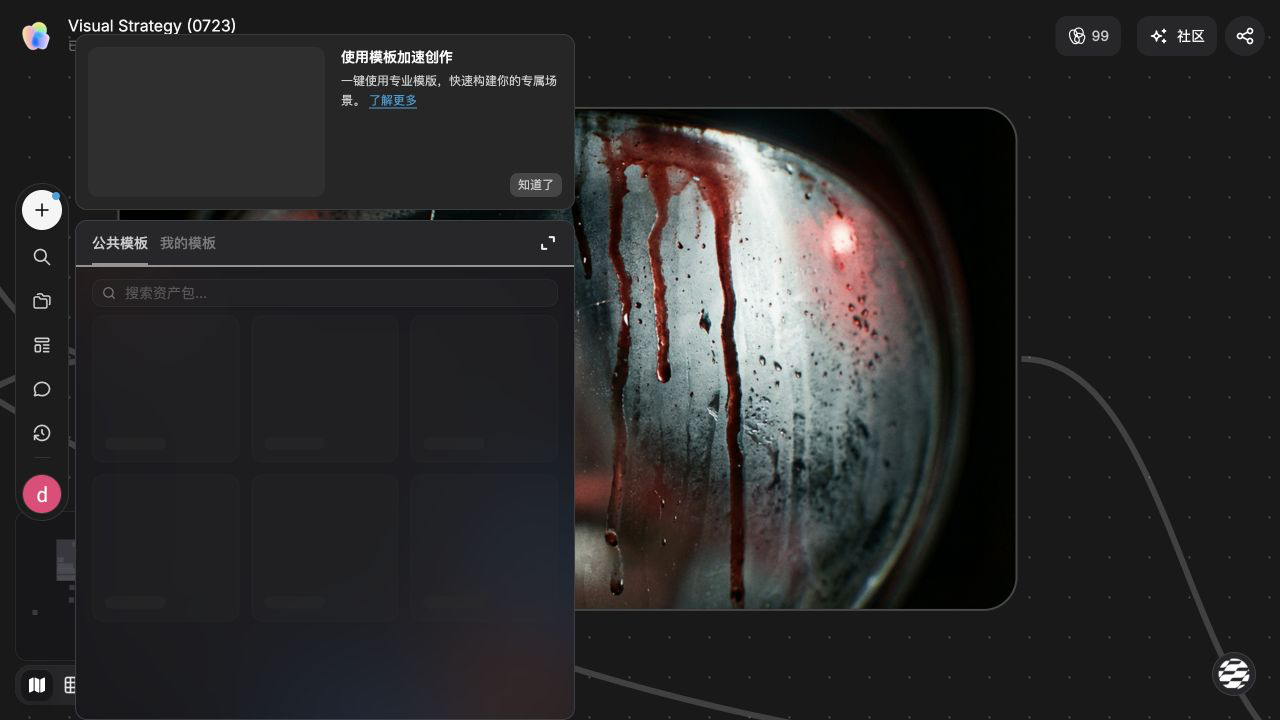 Visual Strategy (0723)
99
社区
使用模板加速创作
一键使用专业模版，快速构建你的专属场
景。 了解更多
知道了
公共模板 我的模板
搜索资产包...
d